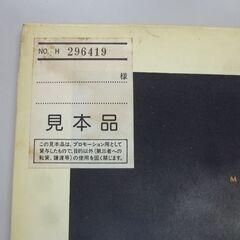 NO. H 296419
様
見本品
この見本品は、プロモーション用として
貸与したもので、目的以外(第三者への
転貸、譲渡等)の使用を固く禁じます。
M